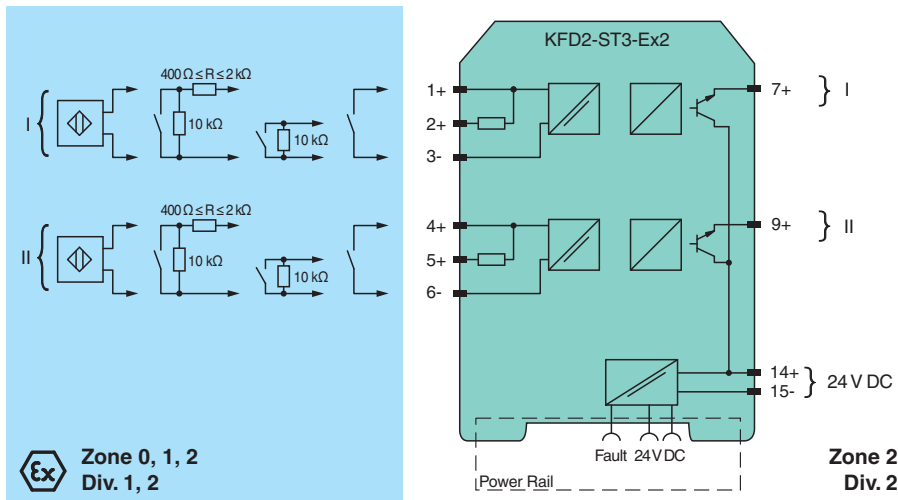 KFD2-ST3-Ex2
400 Ω ≤ R ≤ 2 kΩ
I
10 kΩ
10 kΩ
1+
2+
3-
7+
I
400 Ω ≤ R ≤ 2 kΩ
II
10 kΩ
10 kΩ
4+
5+
6-
9+
II
14+
15-
24 V DC
Fault 24 V DC
Power Rail
Ex
Zone 0, 1, 2
Div. 1, 2
Zone 2
Div. 2